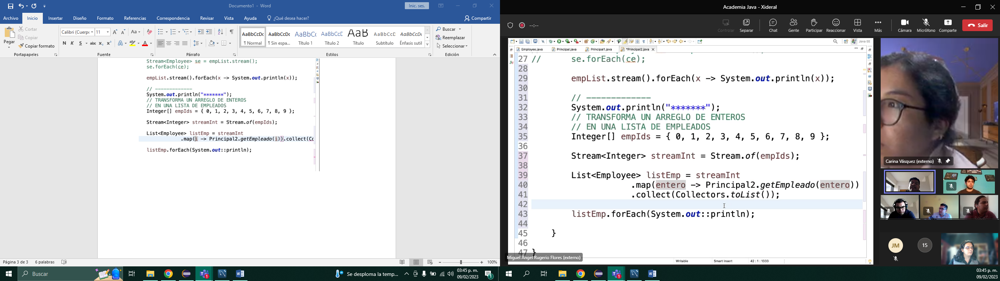 Documento1 - Word
Inic. ses.
Archivo Inicio Insertar Diseño Formato Referencias Correspondencia Revisar Vista Ayuda ¿Qué desea hacer? Compartir
Pegar
Cortar
Copiar
Copiar formato
Portapapeles
Calibri (Cuerpo 11
Fuente
Párrafo
AaBbCcDc AaBbCcDc AaBbCc AaBbCcD AaB AaBbCcD AaBbCcDc
¶ Normal ¶ Sin espa... Título 1 Título 2 Título Subtítulo Énfasis sutil
Estilos
Buscar
Reemplazar
Seleccionar
Edición
Stream<Employee> se = empList.stream();
se.forEach(ce);
empList.stream().forEach(x -> System.out.println(x));
// -------------
System.out.println("*******");
// TRANSFORMA UN ARREGLO DE ENTEROS
// EN UNA LISTA DE EMPLEADOS
Integer[] empIds = { 0, 1, 2, 3, 4, 5, 6, 7, 8, 9 };
Stream<Integer> streamInt = Stream.of(empIds);
List<Employee> listEmp = streamInt
.map(i -> Principal2.getEmpleado(i)).collect(Co
listEmp.forEach(System.out::println);
Página 3 de 3 6 palabras
100%
Buscar
Se desploma la temp...
03:45 p. m.
09/02/2023
1
Academia Java - Xideral
--:--
Controlar Separar Chat Gente Participar Reaccionar Vista Más Cámara Micrófono Comparte Salir
Java EE
Employee.java Principal.java Principal1.java *Principal2.java
27 // se.forEach(ce);
28
29 empList.stream().forEach(x -> System.out.println(x));
30
31 // -------------
32 System.out.println("*******");
33 // TRANSFORMA UN ARREGLO DE ENTEROS
34 // EN UNA LISTA DE EMPLEADOS
35 Integer[] empIds = { 0, 1, 2, 3, 4, 5, 6, 7, 8, 9 };
36
37 Stream<Integer> streamInt = Stream.of(empIds);
38
39 List<Employee> listEmp = streamInt
40 .map(entero -> Principal2.getEmpleado(entero))
41 .collect(Collectors.toList());
42
43 listEmp.forEach(System.out::println);
44
45 }
46
47 }
Miguel Ángel Rugerio Flores (externo)
Writable Smart Insert 42 : 1 : 1333
Carina Vásquez (externo)
JM
15
03:45 p. m.
09/02/2023